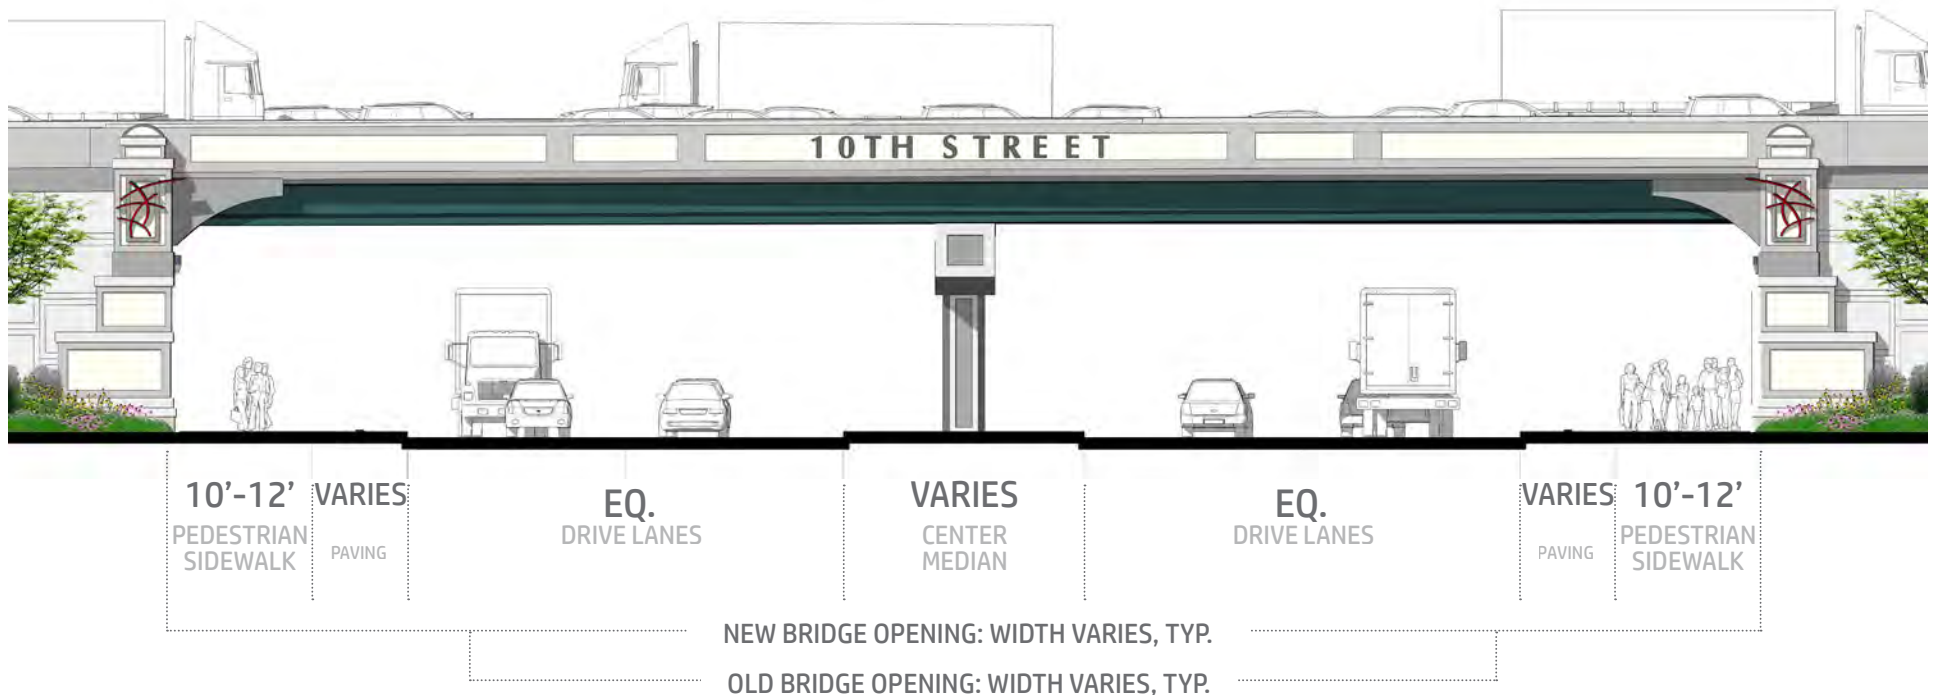 10TH STREET
10’-12’
PEDESTRIAN
SIDEWALK
VARIES
PAVING
EQ.
DRIVE LANES
VARIES
CENTER
MEDIAN
EQ.
DRIVE LANES
VARIES
PAVING
10’-12’
PEDESTRIAN
SIDEWALK
NEW BRIDGE OPENING: WIDTH VARIES, TYP.
OLD BRIDGE OPENING: WIDTH VARIES, TYP.